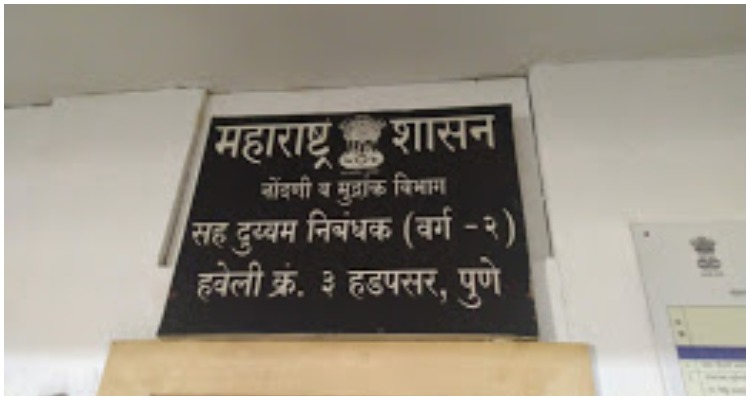 महाराष्ट्र शासन
नोंदणी व मुद्रांक विभाग
सह दुय्यम निबंधक (वर्ग -२)
हवेली क्रं. ३ हडपसर, पुणे